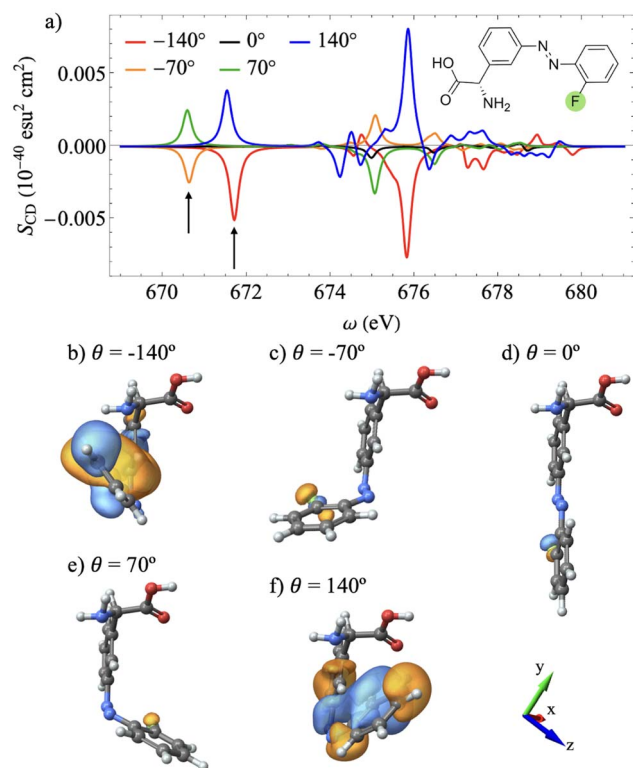 a)
−140° 0° 140°
−70° 70°
HO
O
NH₂
N
N
F
0.005
0.000
−0.005
S_CD (10⁻⁴⁰ esu² cm²)
670 672 674 676 678 680
ω (eV)
b) θ = -140º
c) θ = -70º
d) θ = 0º
e) θ = 70º
f) θ = 140º
y
x
z